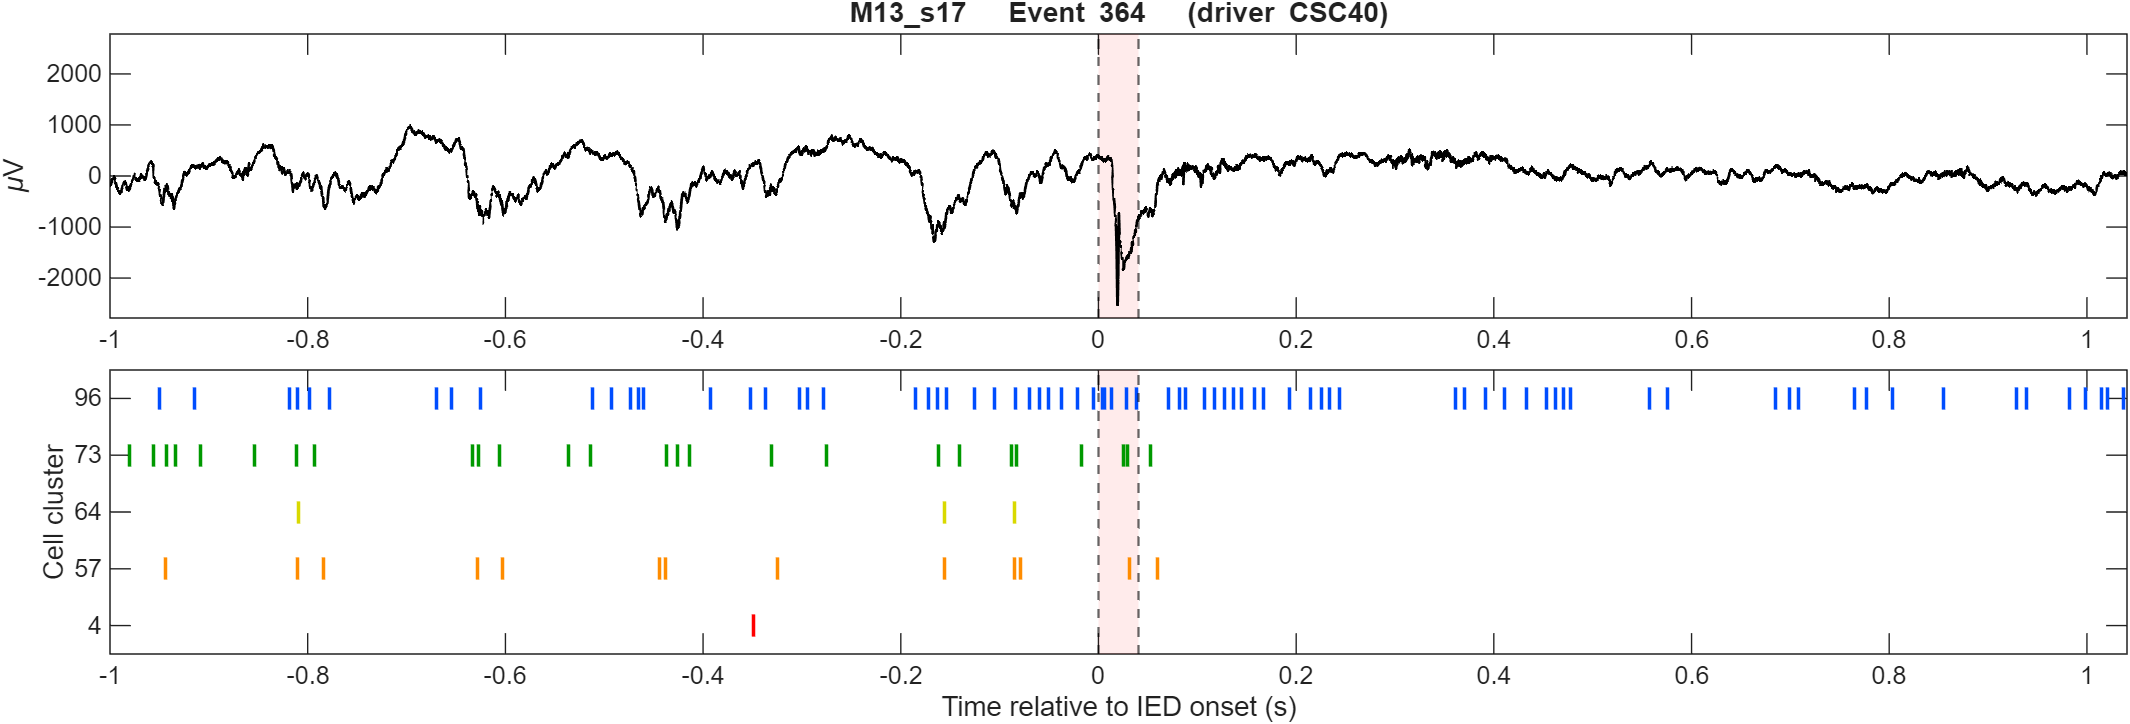 M13_s17 Event 364 (driver CSC40)
µV
2000
1000
0
-1000
-2000
-1 -0.8 -0.6 -0.4 -0.2 0 0.2 0.4 0.6 0.8 1
Cell cluster
96
73
64
57
4
-1 -0.8 -0.6 -0.4 -0.2 0 0.2 0.4 0.6 0.8 1
Time relative to IED onset (s)